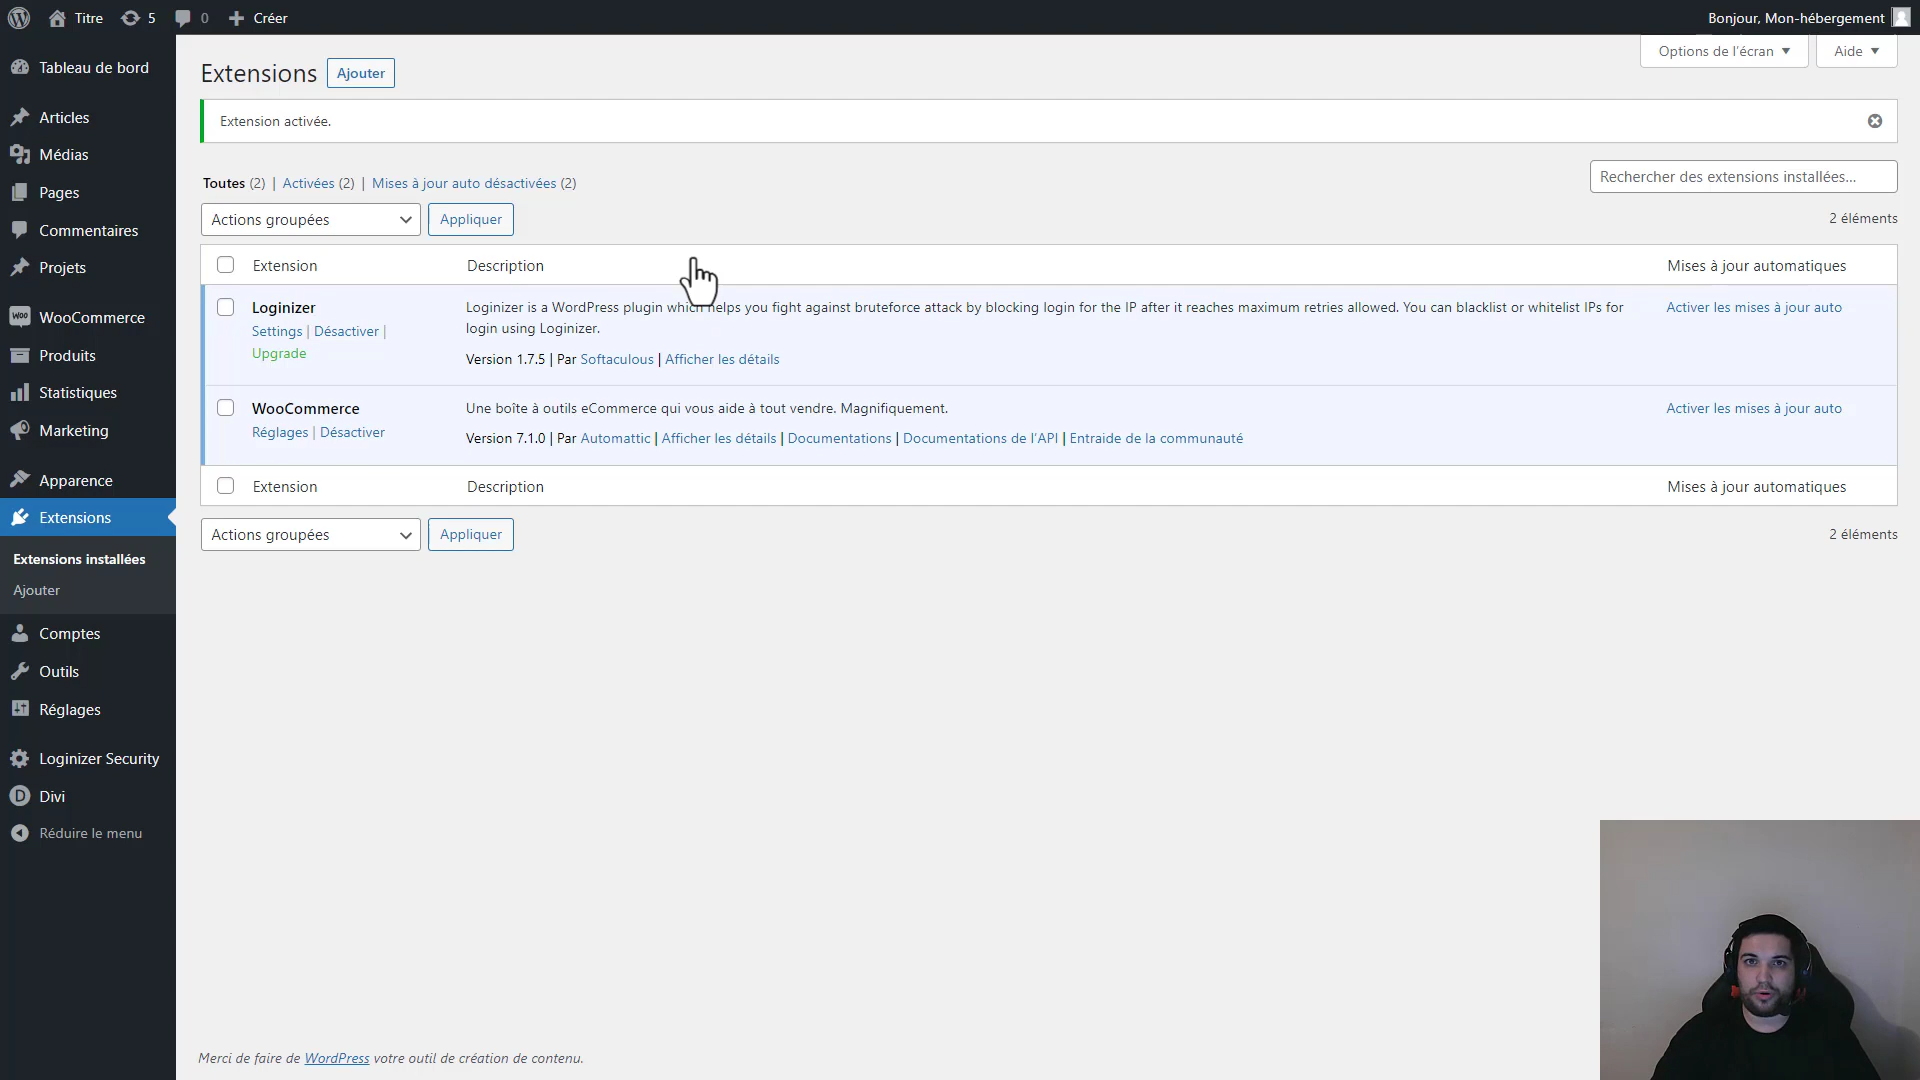 Titre 5 0 Créer Bonjour, Mon-hébergement
Options de l'écran Aide
Tableau de bord
Articles
Médias
Pages
Commentaires
Projets
WooCommerce
Produits
Statistiques
Marketing
Apparence
Extensions
Extensions installées
Ajouter
Comptes
Outils
Réglages
Loginizer Security
Divi
Réduire le menu
Extensions Ajouter
Extension activée.
Toutes (2) | Activées (2) | Mises à jour auto désactivées (2)
Rechercher des extensions installées...
Actions groupées Appliquer
2 éléments
Extension Description Mises à jour automatiques
Loginizer
Settings | Désactiver |
Upgrade
Loginizer is a WordPress plugin which helps you fight against bruteforce attack by blocking login for the IP after it reaches maximum retries allowed. You can blacklist or whitelist IPs for
login using Loginizer.
Version 1.7.5 | Par Softaculous | Afficher les détails
Activer les mises à jour auto
WooCommerce
Réglages | Désactiver
Une boîte à outils eCommerce qui vous aide à tout vendre. Magnifiquement.
Version 7.1.0 | Par Automattic | Afficher les détails | Documentations | Documentations de l'API | Entraide de la communauté
Activer les mises à jour auto
Extension Description Mises à jour automatiques
Actions groupées Appliquer
2 éléments
Merci de faire de WordPress votre outil de création de contenu.